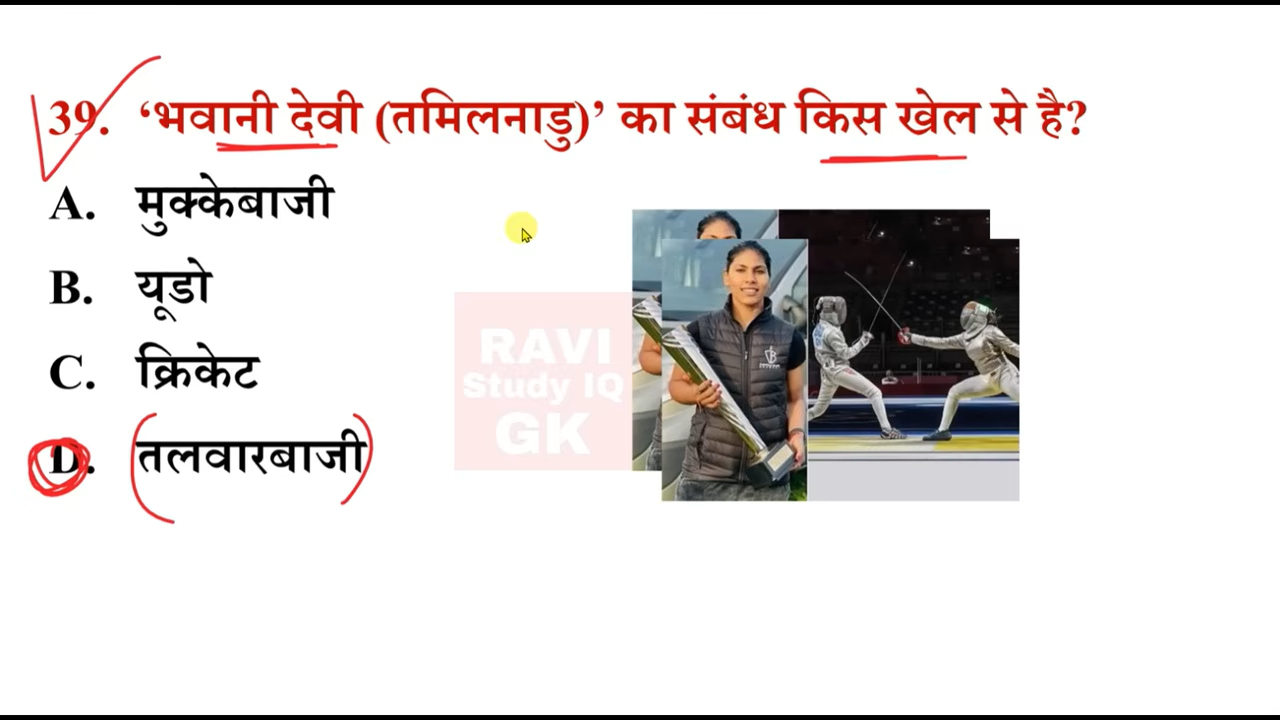 39. ‘भवानी देवी (तमिलनाडु)’ का संबंध किस खेल से है?
A. मुक्केबाजी
B. यूडो
C. क्रिकेट
D. तलवारबाजी
RAVI
Study IQ
GK